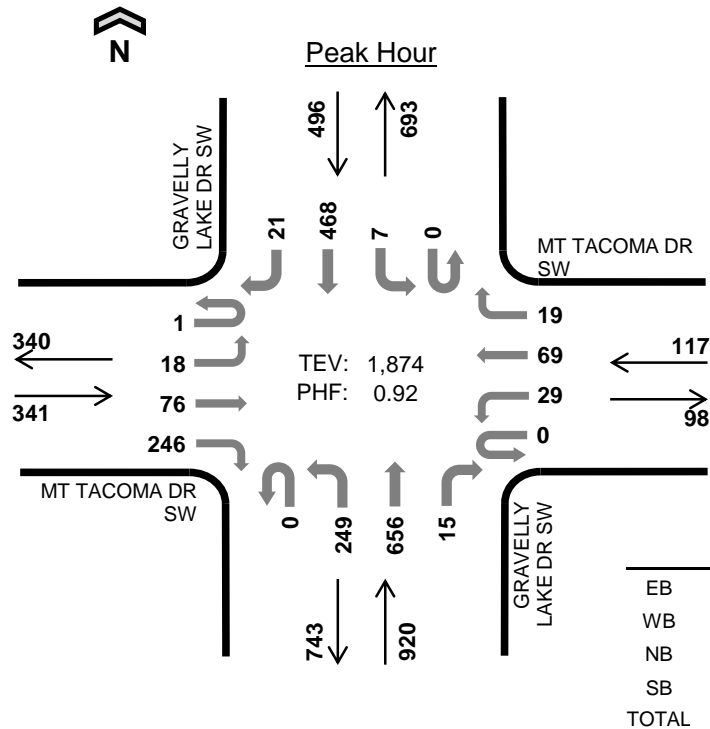 N
Peak Hour
496
693
GRAVELLY
LAKE DR SW
21
468
7
0
MT TACOMA DR
SW
1
18
76
246
340
341
TEV: 1,874
PHF: 0.92
19
69
29
0
117
98
MT TACOMA DR
SW
0
249
656
15
GRAVELLY
LAKE DR SW
743
920
EB
WB
NB
SB
TOTAL